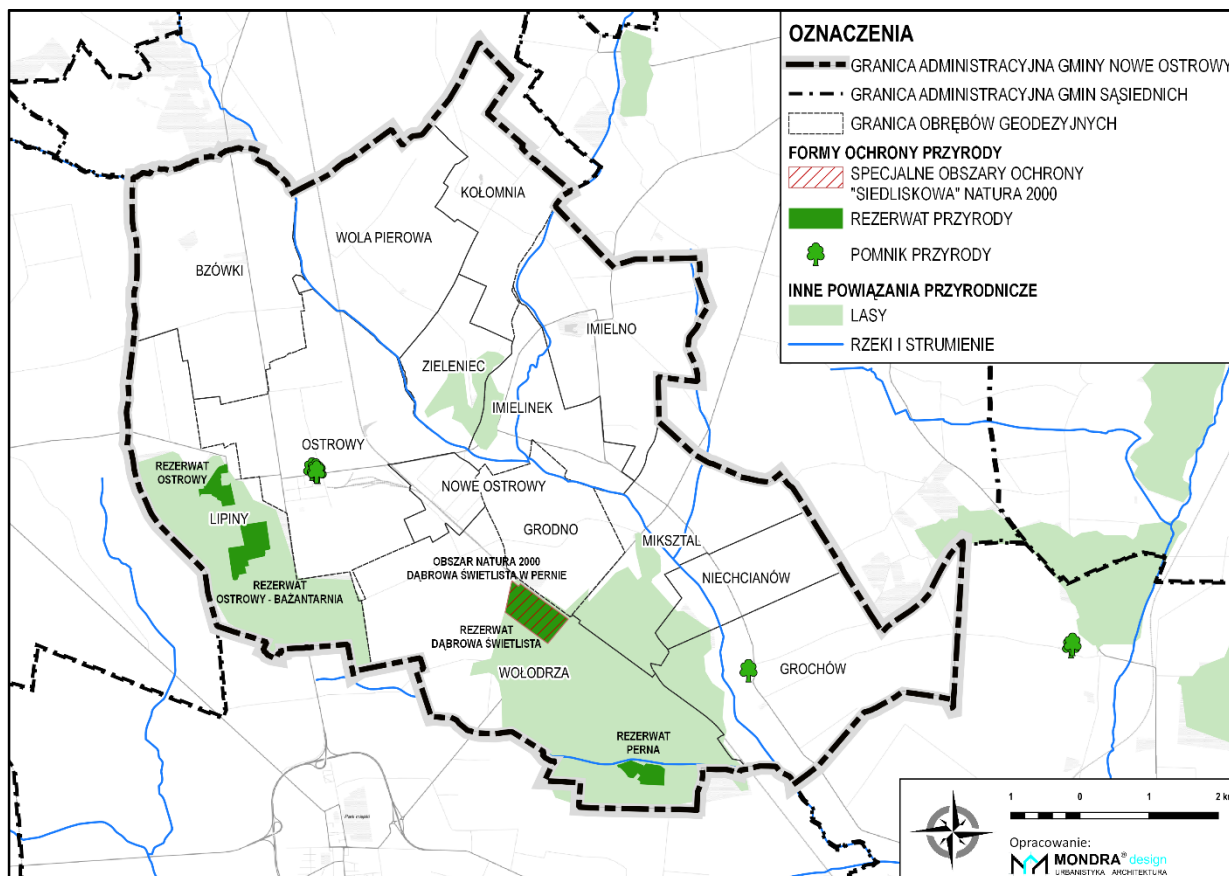 OZNACZENIA
GRANICA ADMINISTRACYJNA GMINY NOWE OSTROWY
GRANICA ADMINISTRACYJNA GMIN SĄSIEDNICH
GRANICA OBRĘBÓW GEODEZYJNYCH
FORMY OCHRONY PRZYRODY
SPECJALNE OBSZARY OCHRONY
"SIEDLISKOWA" NATURA 2000
REZERWAT PRZYRODY
POMNIK PRZYRODY
INNE POWIĄZANIA PRZYRODNICZE
LASY
RZEKI I STRUMIENIE
KOŁOMNIA
WOLA PIEROWA
BZÓWKI
IMIELNO
ZIELENIEC
IMIELINEK
OSTROWY
REZERWAT
OSTROWY
NOWE OSTROWY
LIPINY
GRODNO
MIKSZTAL
OBSZAR NATURA 2000
DĄBROWA ŚWIETLISTA W PERNIE
NIECHCIANÓW
REZERWAT
OSTROWY - BAŻANTARNIA
REZERWAT
DĄBROWA ŚWIETLISTA
WOŁODRZA
GROCHÓW
REZERWAT
PERNA
Park miejski
1 0 1 2 km
Opracowanie:
MONDRA® design
URBANISTYKA ARCHITEKTURA